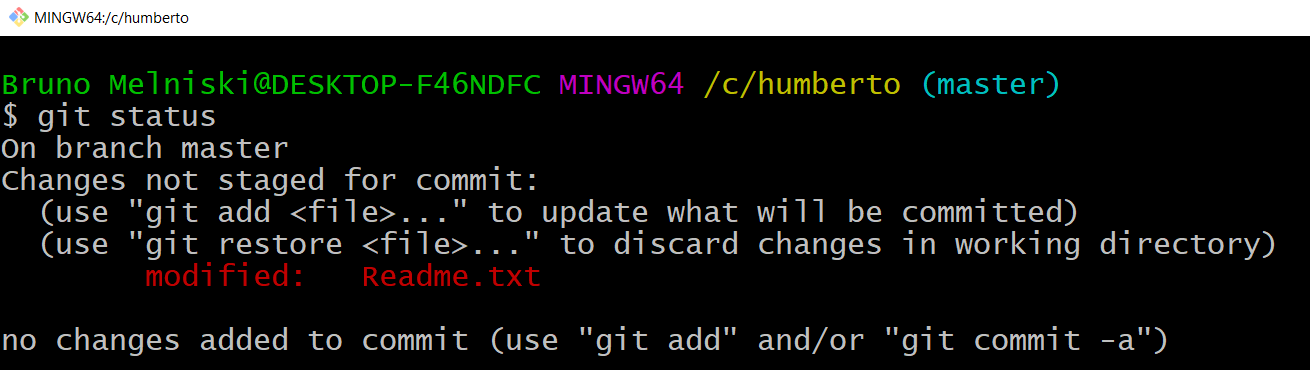 MINGW64:/c/humberto
Bruno Melniski@DESKTOP-F46NDFC MINGW64 /c/humberto (master)
$ git status
On branch master
Changes not staged for commit:
  (use "git add <file>..." to update what will be committed)
  (use "git restore <file>..." to discard changes in working directory)
        modified:   Readme.txt
no changes added to commit (use "git add" and/or "git commit -a")